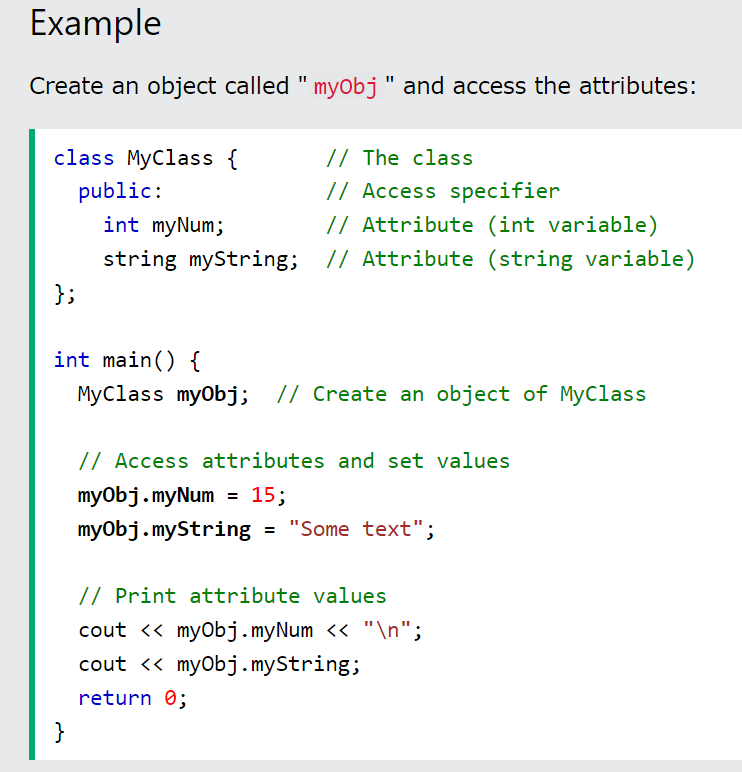 Example
Create an object called "myObj" and access the attributes:
class MyClass {       // The class
  public:             // Access specifier
    int myNum;        // Attribute (int variable)
    string myString;  // Attribute (string variable)
};
int main() {
  MyClass myObj;  // Create an object of MyClass
  // Access attributes and set values
  myObj.myNum = 15;
  myObj.myString = "Some text";
  // Print attribute values
  cout << myObj.myNum << "\n";
  cout << myObj.myString;
  return 0;
}